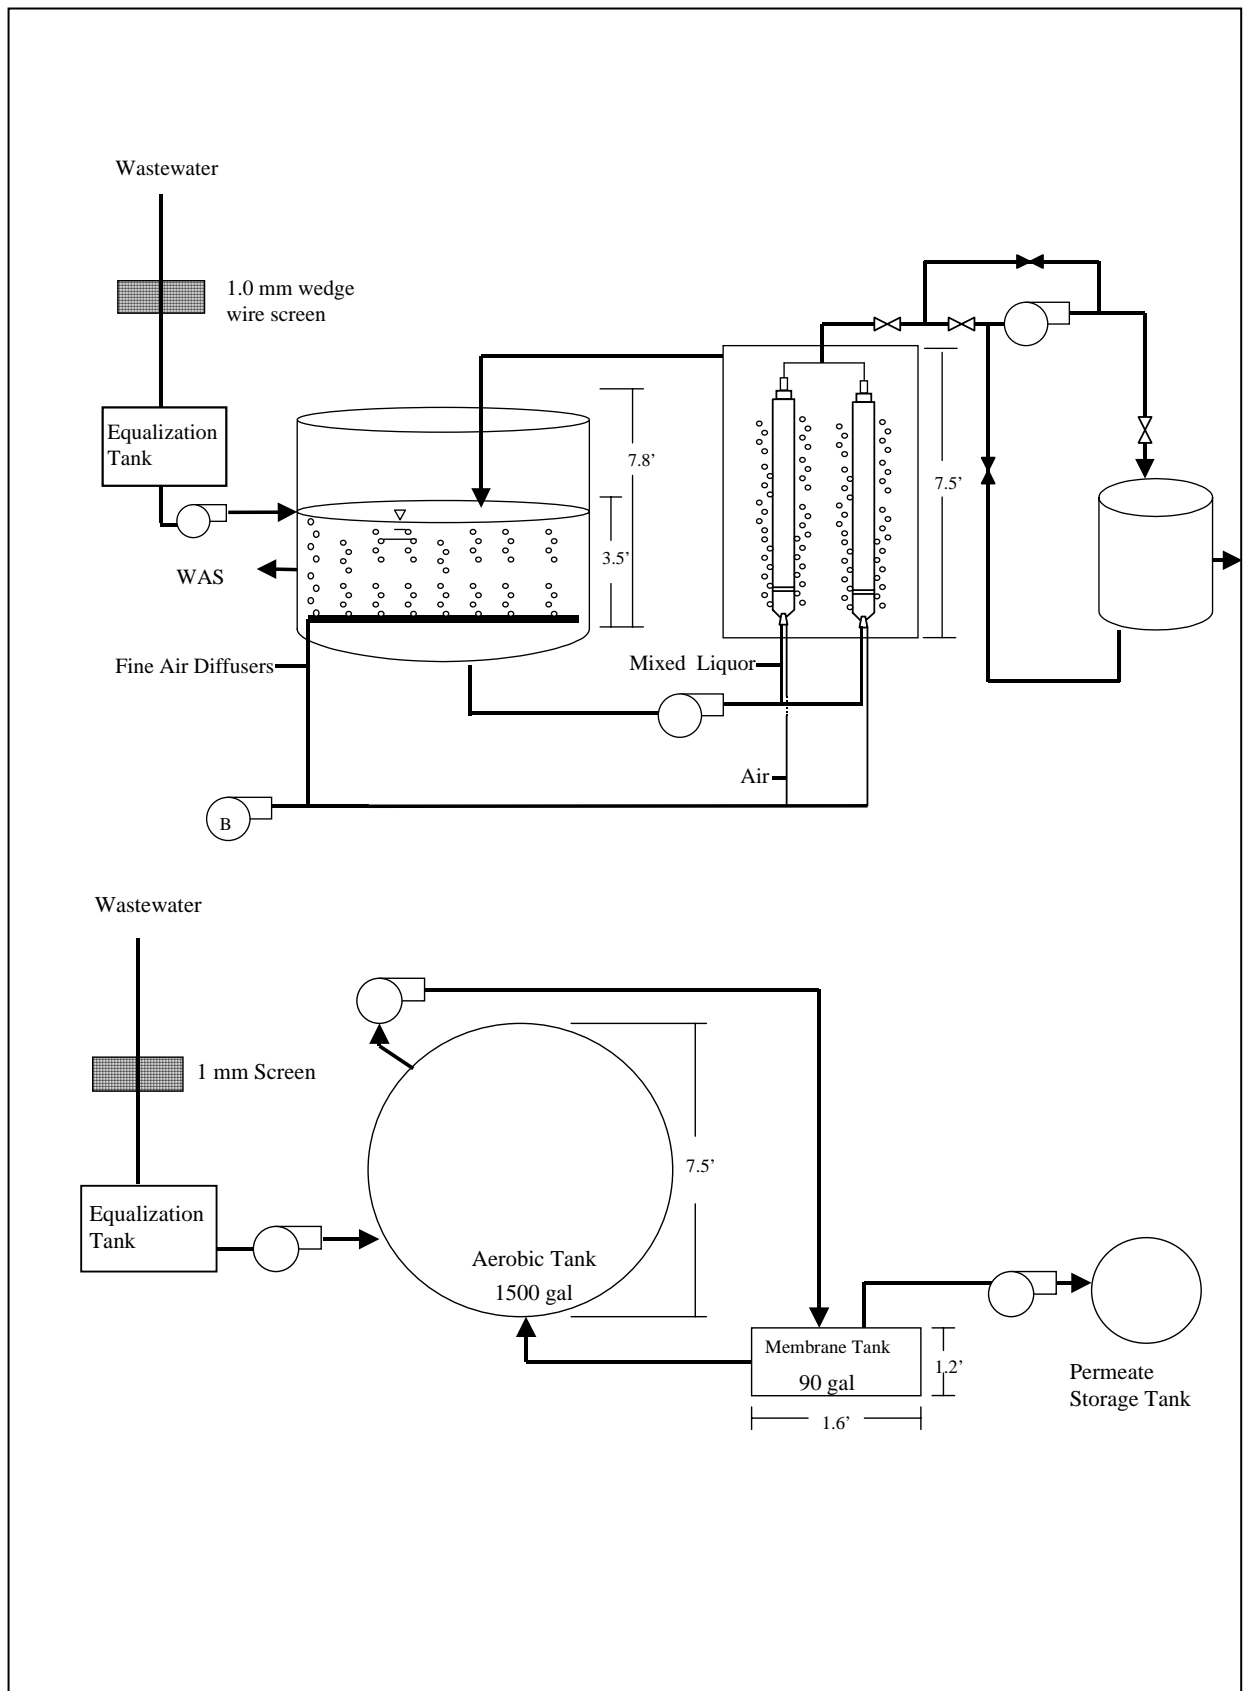 Wastewater
1.0 mm wedge
wire screen
Equalization
Tank
7.8’
7.5’
3.5’
WAS
Fine Air Diffusers
Mixed Liquor
Air
B
Wastewater
1 mm Screen
7.5’
Equalization
Tank
Aerobic Tank
1500 gal
Membrane Tank
90 gal
1.2’
1.6’
Permeate
Storage Tank